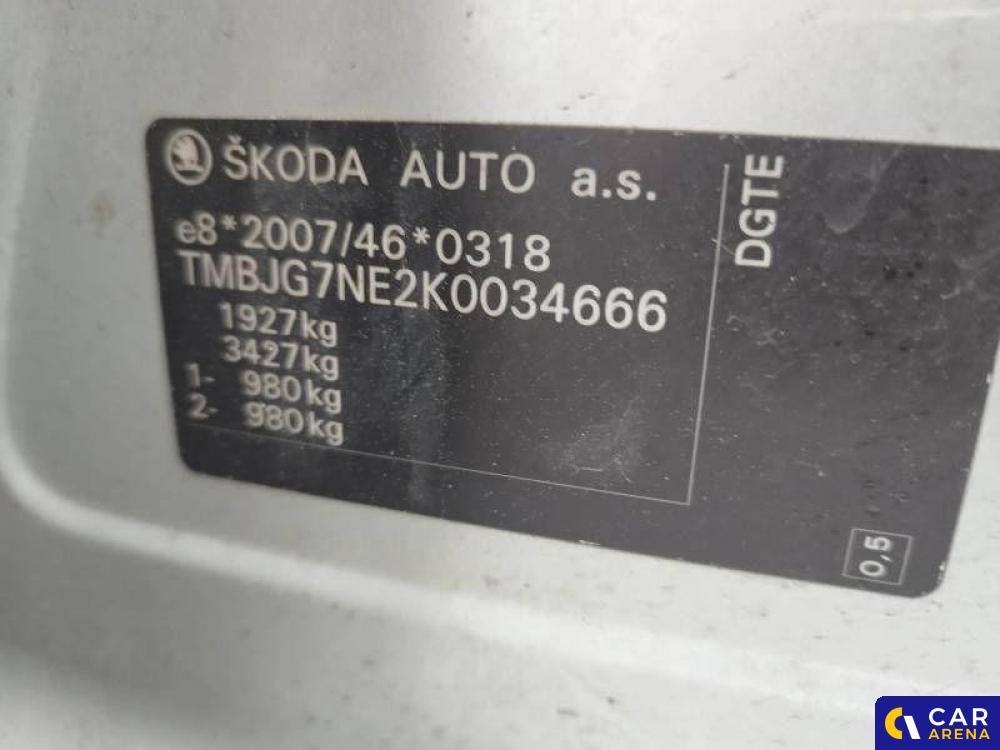 ŠKODA AUTO a.s.
e8*2007/46*0318
TMBJG7NE2K0034666
1927kg
3427kg
1- 980kg
2- 980kg
DGTE
0,5
CAR
ARENA